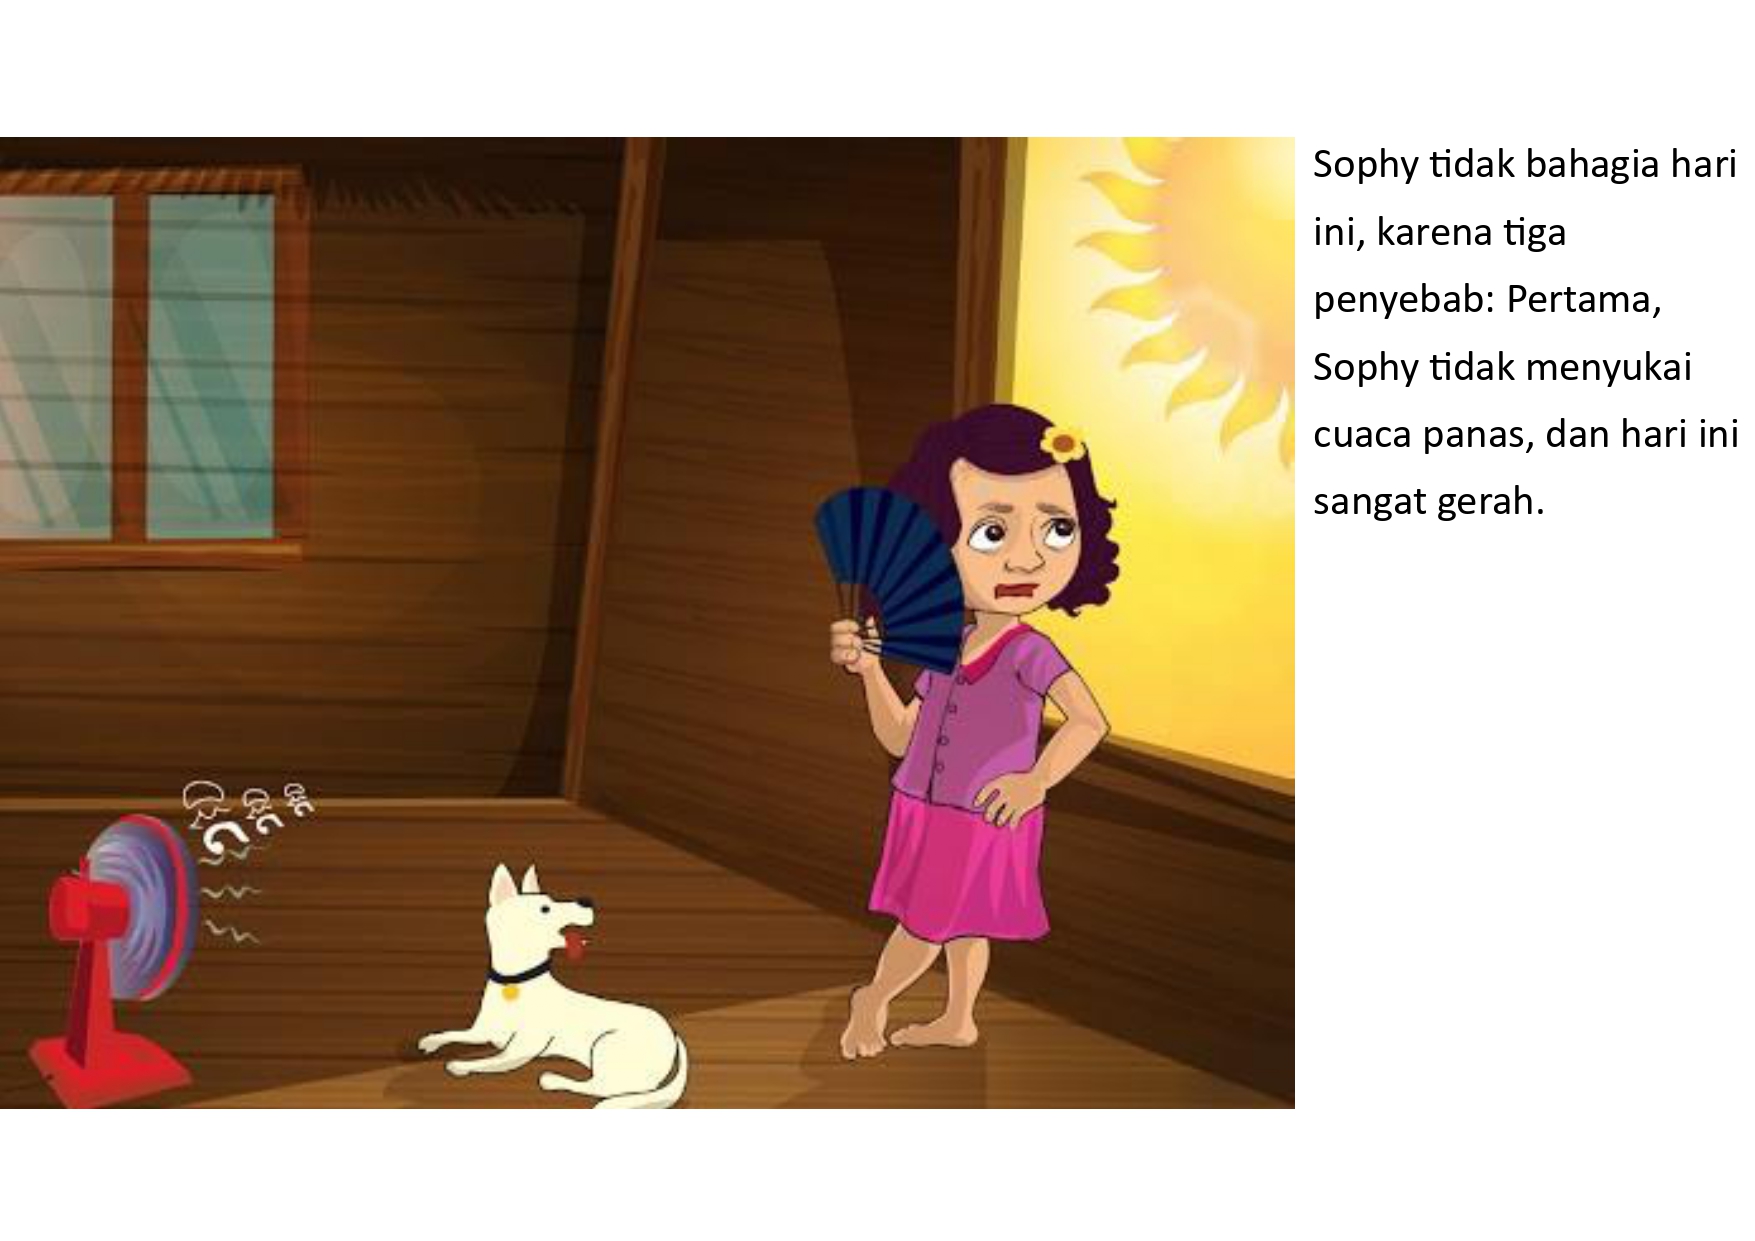 Sophy tidak bahagia hari
ini, karena tiga
penyebab: Pertama,
Sophy tidak menyukai
cuaca panas, dan hari ini
sangat gerah.